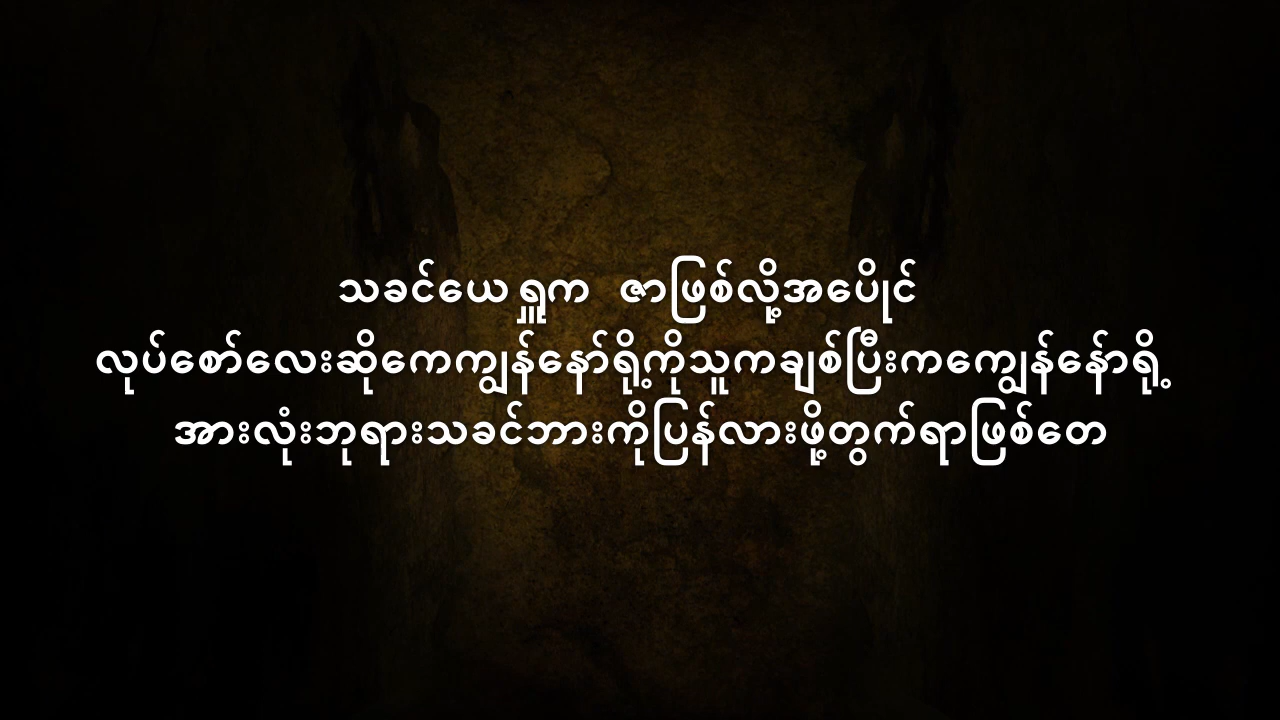 သခင်ယေရှူက ဇာဖြစ်လို့အပေိုင်
လုပ်စော်လေးဆိုကေကျွန်နော်ရို့ကိုသူကချစ်ပြီးကကျွေန်နော်ရို့
အားလုံးဘုရားသခင်ဘားကိုပြန်လားဖို့တွက်ရာဖြစ်တေ